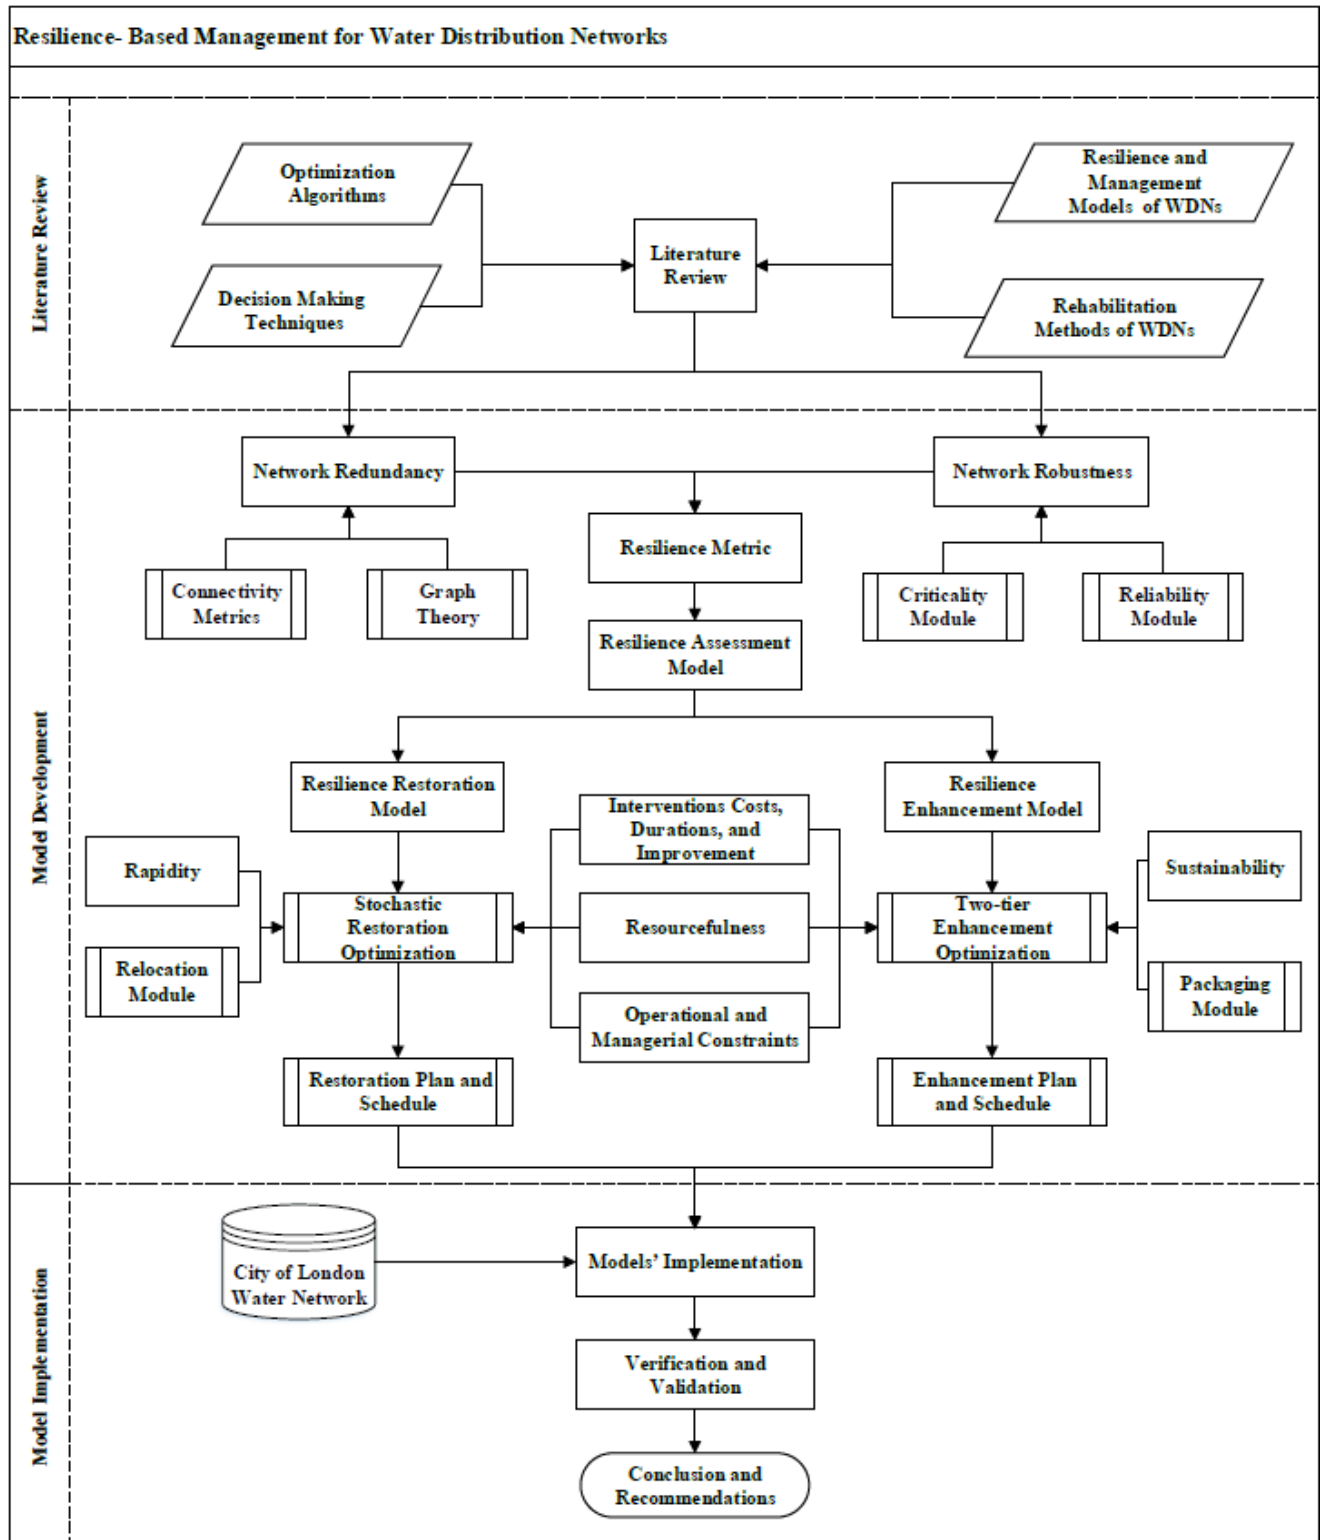 Resilience- Based Management for Water Distribution Networks
Literature Review
Optimization
Algorithms
Resilience and
Management
Models of WDNs
Literature
Review
Decision Making
Techniques
Rehabilitation
Methods of WDNs
Model Development
Network Redundancy
Network Robustness
Resilience Metric
Connectivity
Metrics
Graph
Theory
Criticality
Module
Reliability
Module
Resilience Assessment
Model
Resilience Restoration
Model
Resilience
Enhancement Model
Interventions Costs,
Durations, and
Improvement
Rapidity
Sustainability
Stochastic
Restoration
Optimization
Resourcefulness
Two-tier
Enhancement
Optimization
Relocation
Module
Packaging
Module
Operational and
Managerial Constraints
Restoration Plan and
Schedule
Enhancement Plan
and Schedule
Model Implementation
City of London
Water Network
Models’ Implementation
Verification and
Validation
Conclusion and
Recommendations